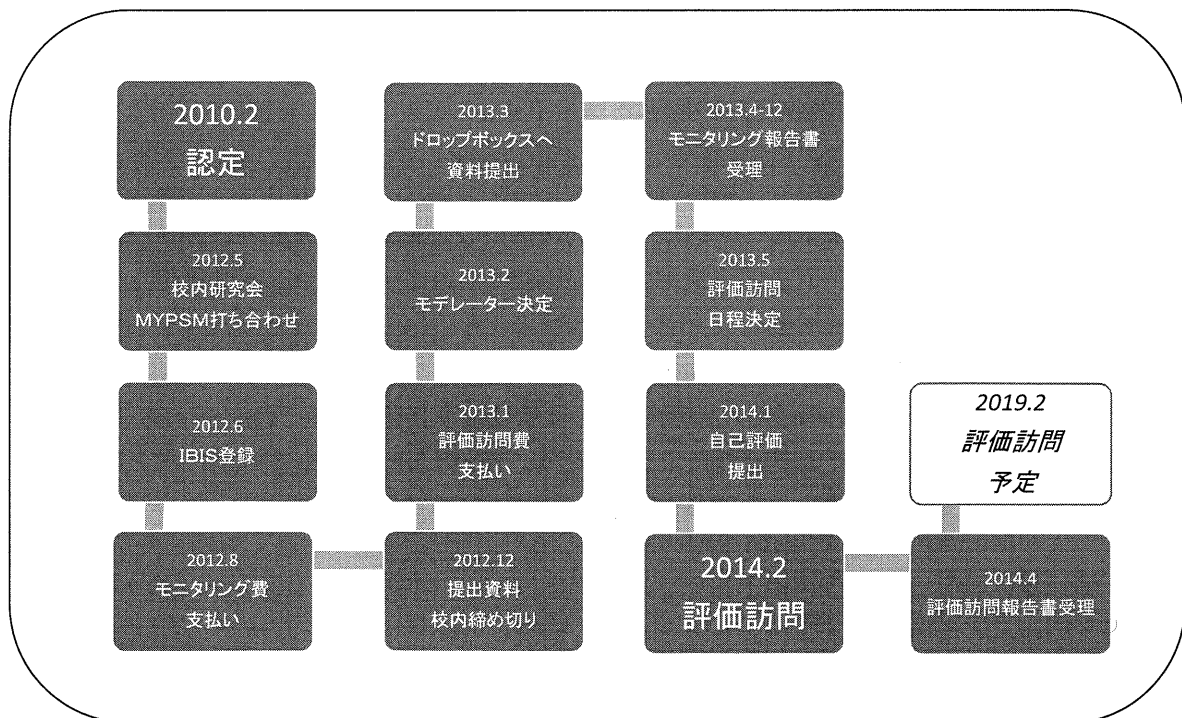 2010.2
認定
2012.5
校内研究会
MYPSM打ち合わせ
2012.6
IBIS登録
2012.8
モニタリング費
支払い
2012.12
提出資料
校内締め切り
2013.1
評価訪問費
支払い
2013.2
モデレーター決定
2013.3
ドロップボックスへ
資料提出
2013.4-12
モニタリング報告書
受理
2013.5
評価訪問
日程決定
2014.1
自己評価
提出
2014.2
評価訪問
2014.4
評価訪問報告書受理
2019.2
評価訪問
予定